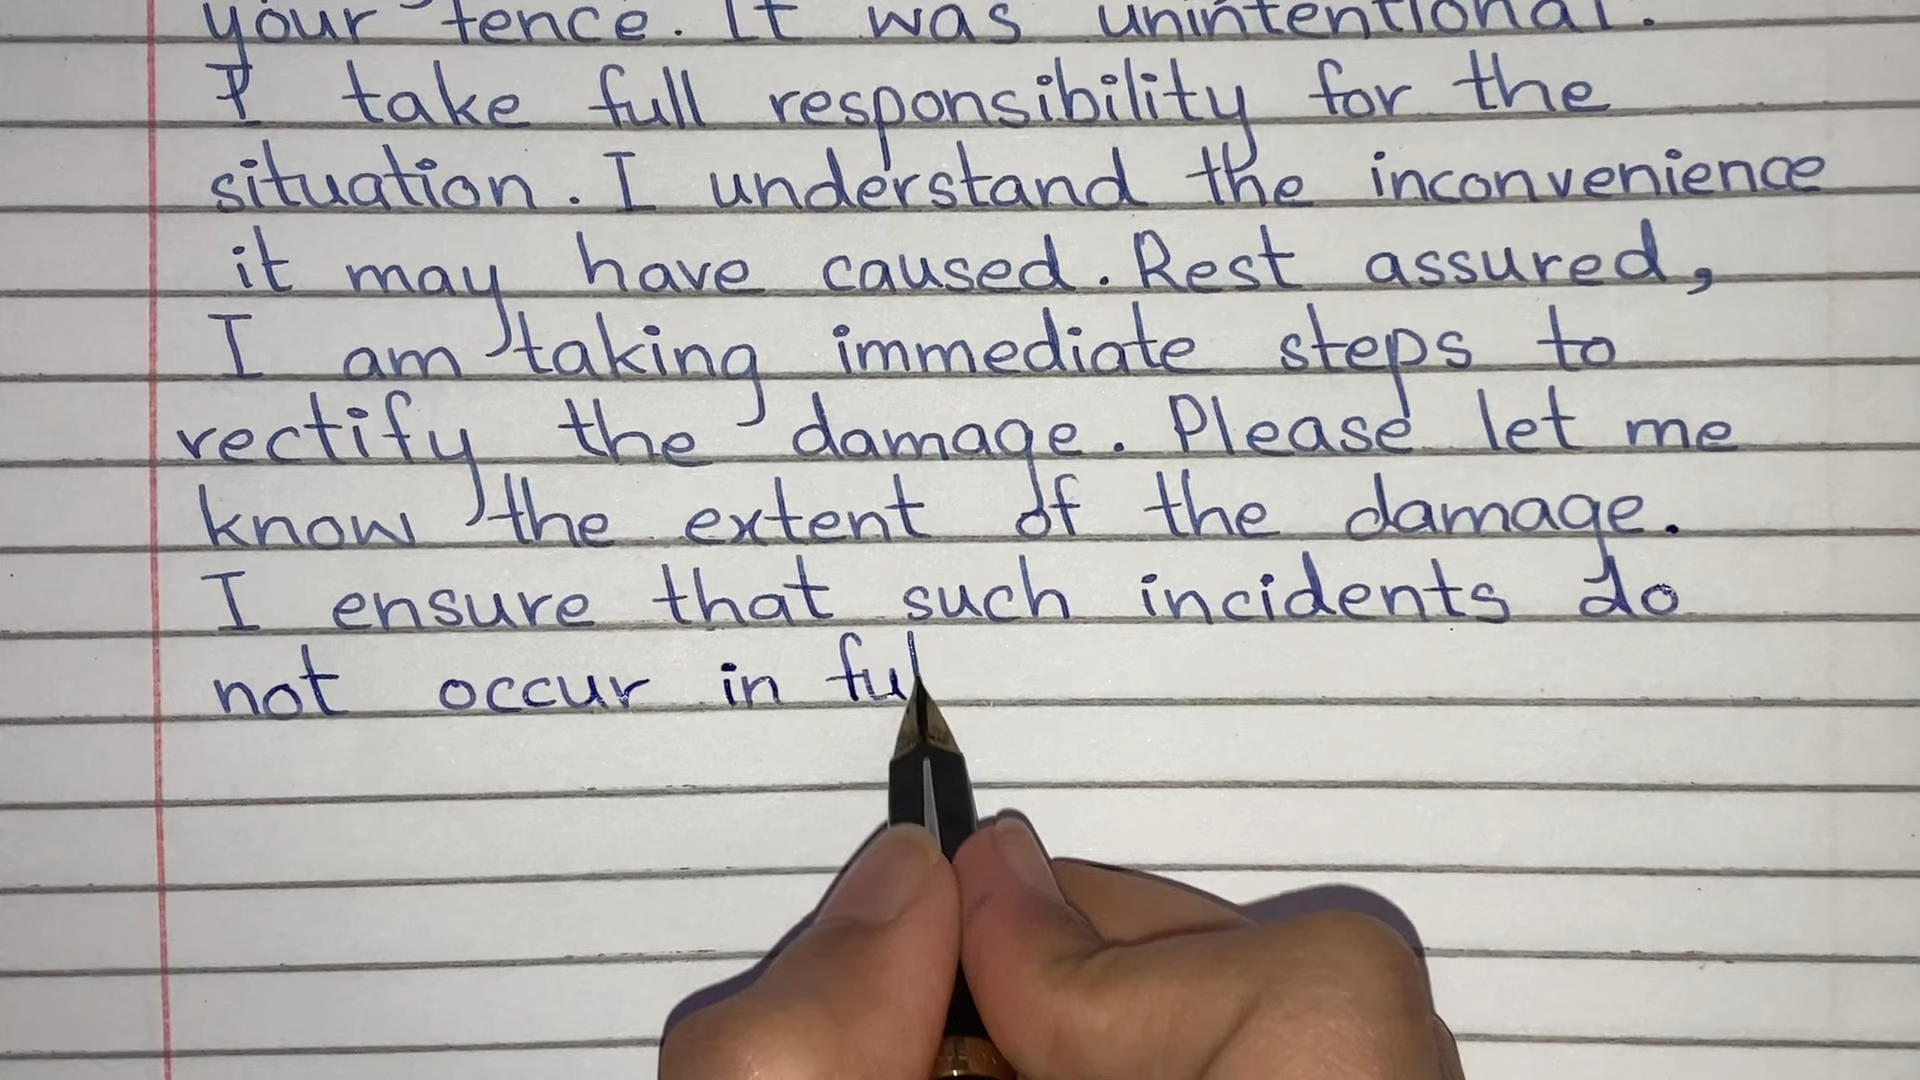 your fence. It was unintentional.
I take full responsibility for the
situation. I understand the inconvenience
it may have caused. Rest assured,
I am taking immediate steps to
rectify the damage. Please let me
know the extent of the damage.
I ensure that such incidents do
not occur in fut